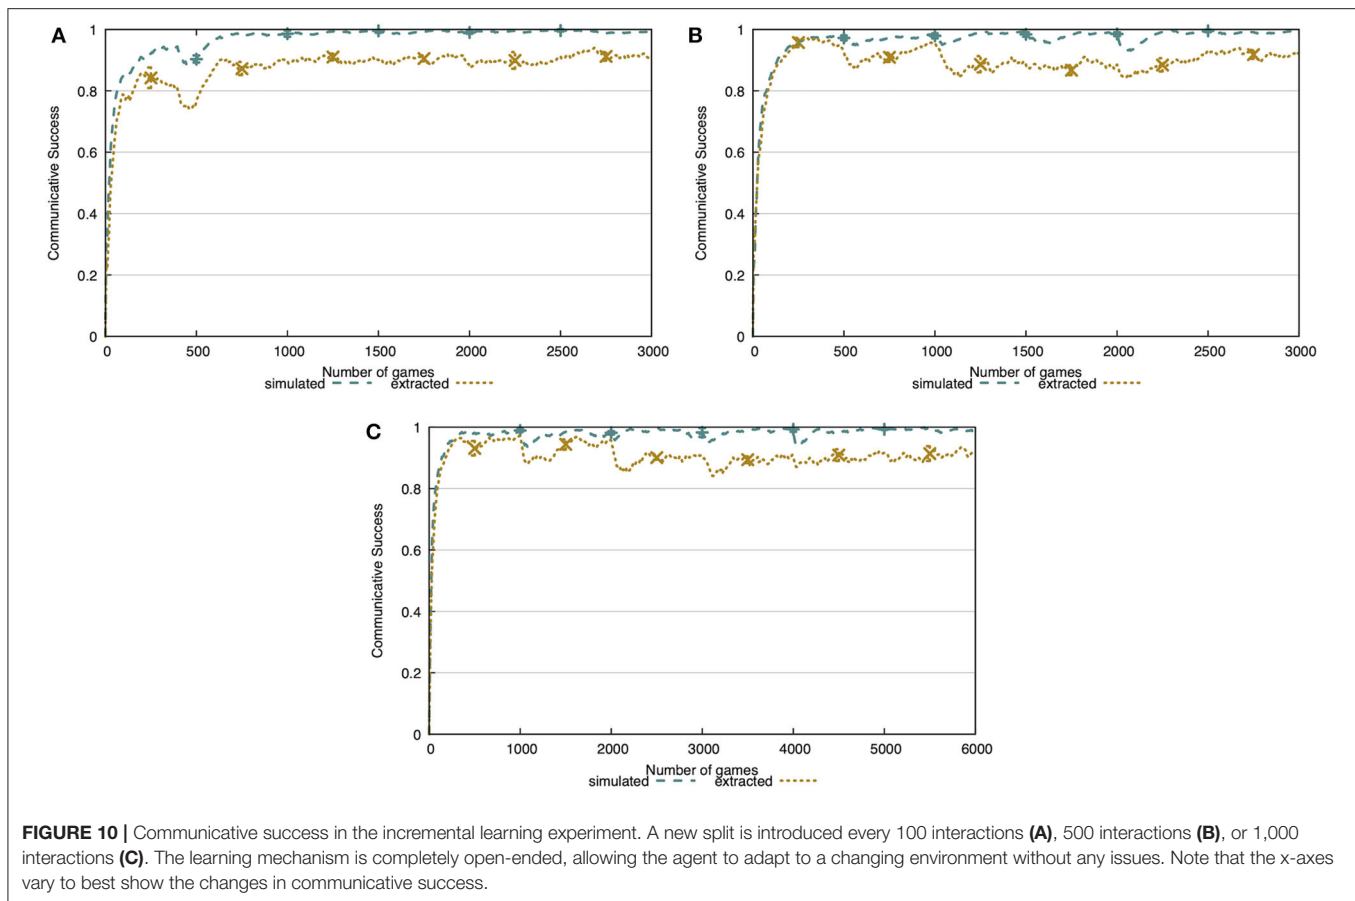 A
1
0.8
0.6
0.4
0.2
0
Communicative Success
0 500 1000 1500 2000 2500 3000
Number of games
simulated extracted
B
1
0.8
0.6
0.4
0.2
0
Communicative Success
0 500 1000 1500 2000 2500 3000
Number of games
simulated extracted
C
1
0.8
0.6
0.4
0.2
0
Communicative Success
0 1000 2000 3000 4000 5000 6000
Number of games
simulated extracted
FIGURE 10 | Communicative success in the incremental learning experiment. A new split is introduced every 100 interactions (A), 500 interactions (B), or 1,000
interactions (C). The learning mechanism is completely open-ended, allowing the agent to adapt to a changing environment without any issues. Note that the x-axes
vary to best show the changes in communicative success.